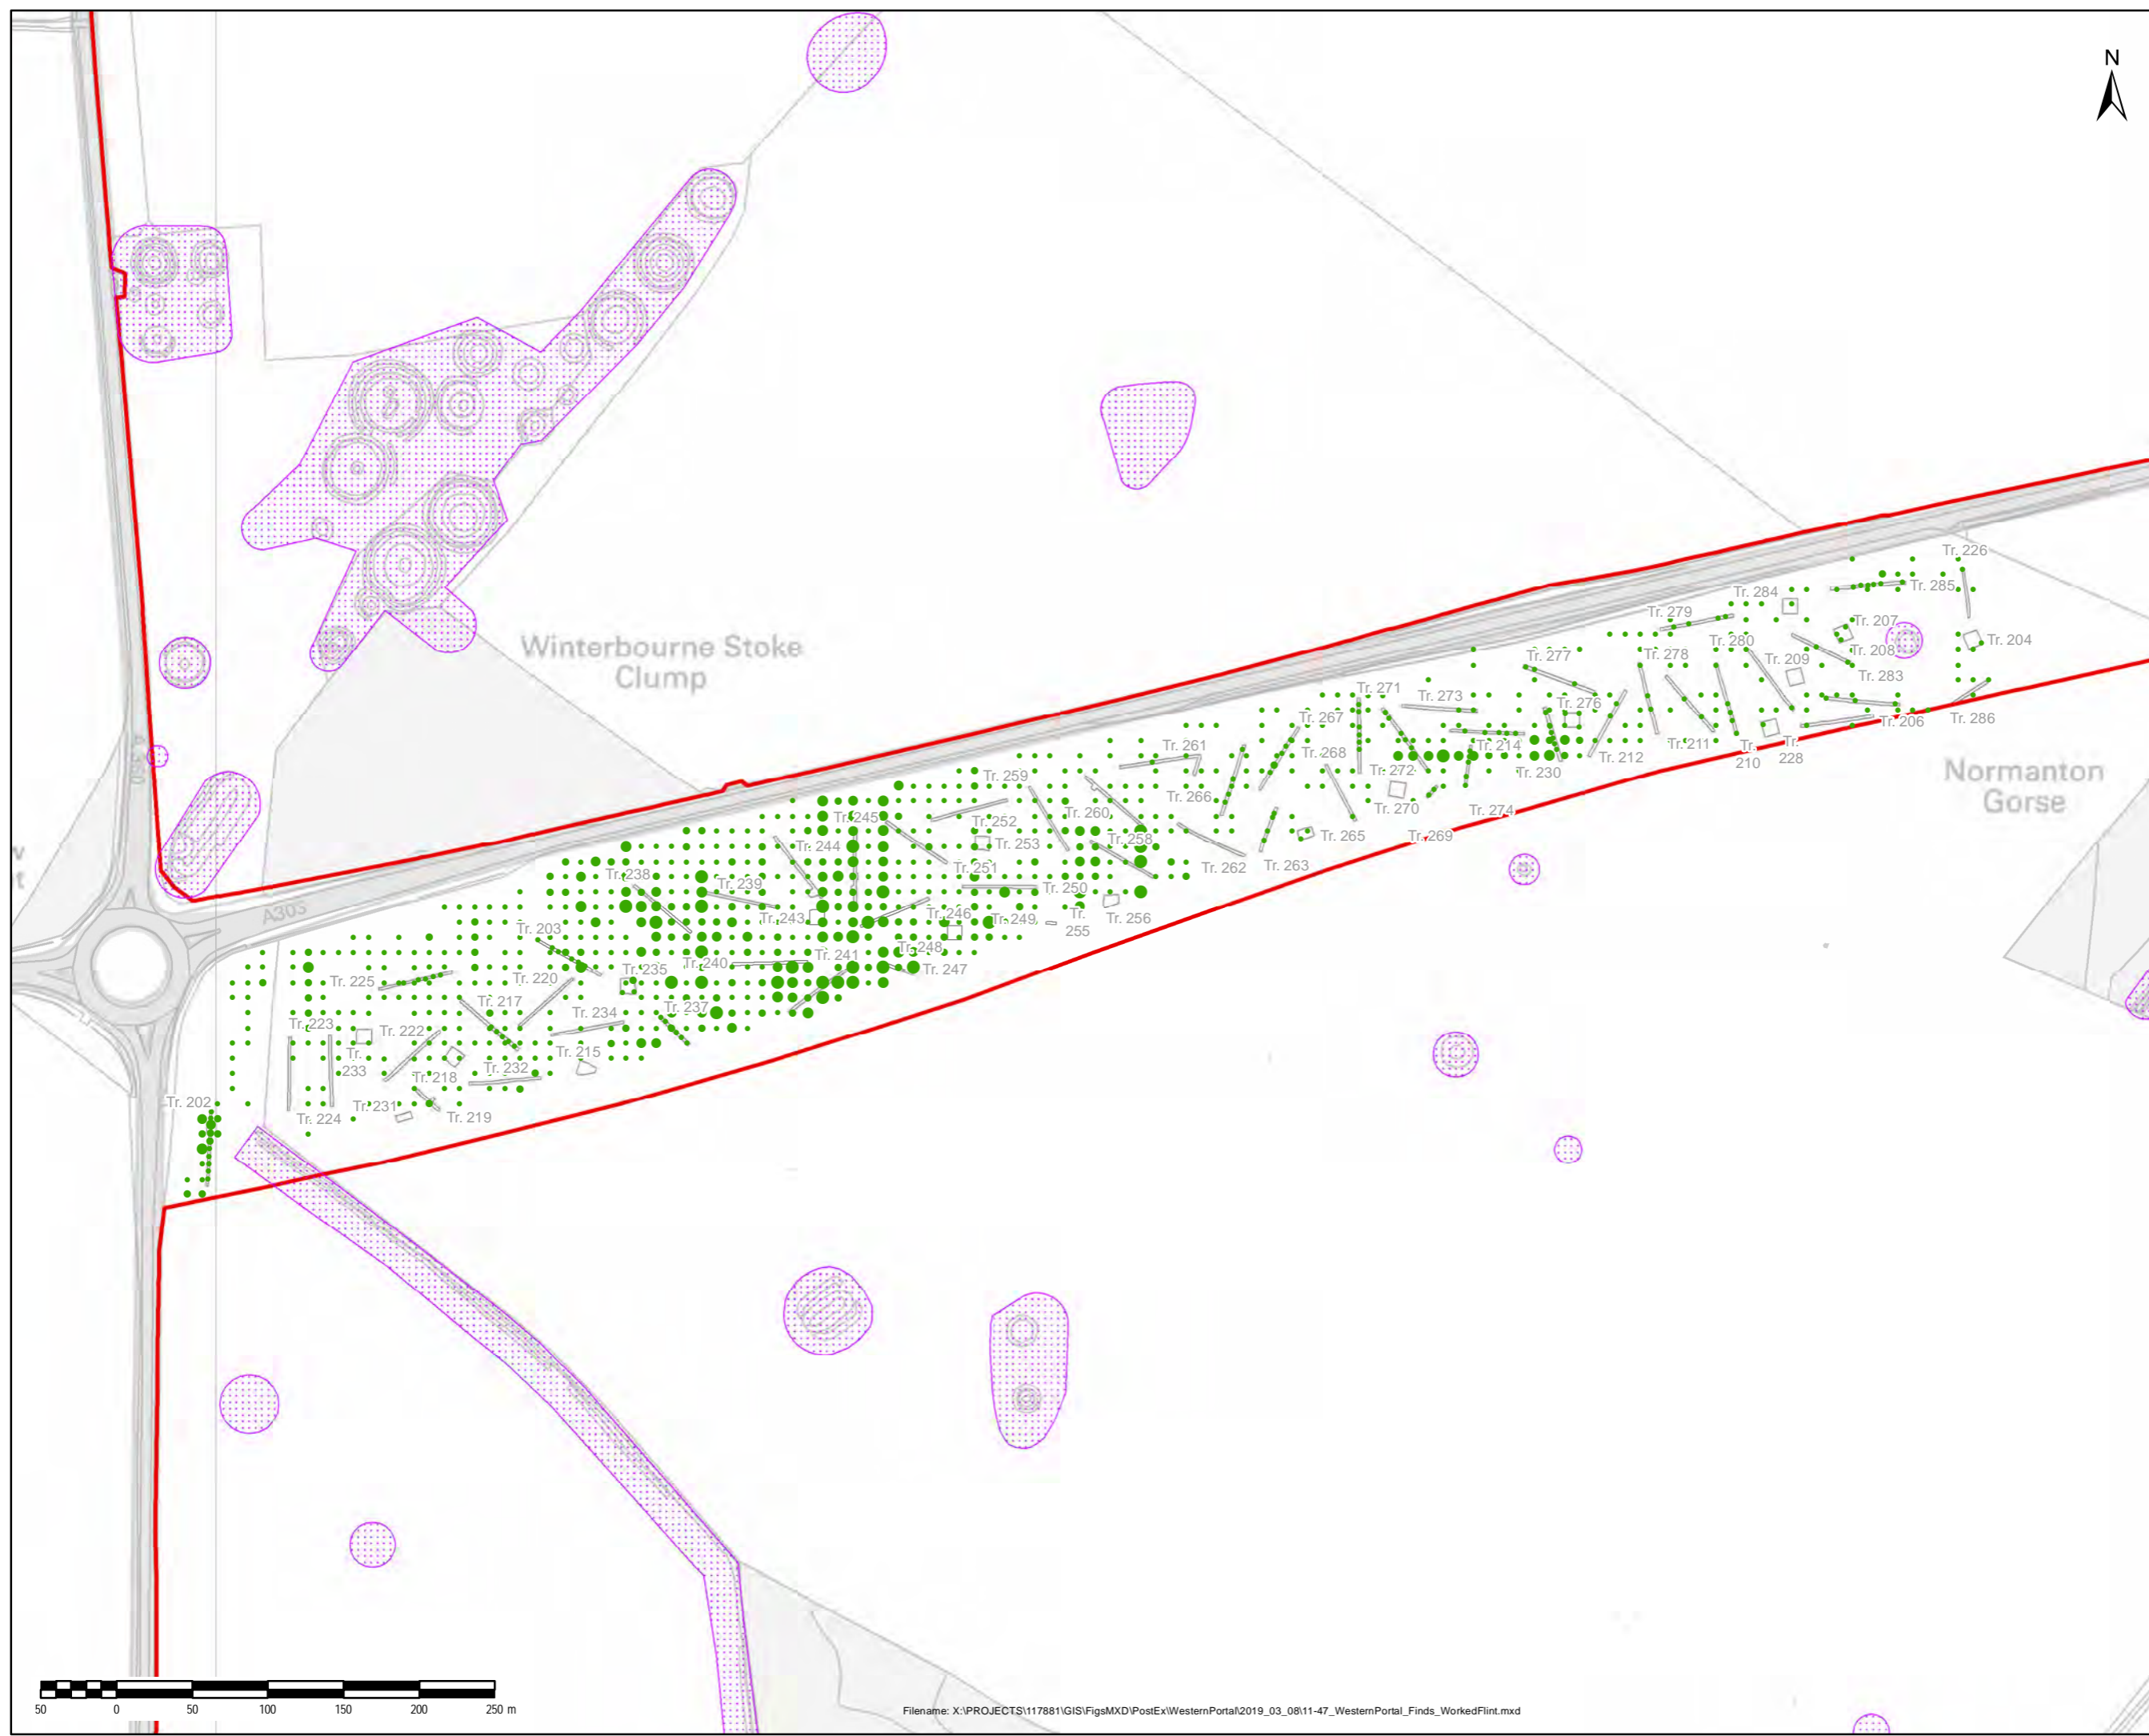 N
Tr. 226
Tr. 285
Tr. 284
Tr. 279
Tr. 207
Tr. 204
Tr. 280
Tr. 208
Winterbourne Stoke
Clump
Tr. 277
Tr. 278
Tr. 209
Tr. 283
Tr. 271
Tr. 273
Tr. 276
Tr. 206
Tr. 286
Tr. 267
Tr. 261
Tr. 214
Tr. 211
Tr.
210
Tr.
228
Tr. 268
Tr. 272
Tr. 230
Tr. 212
Normanton
Gorse
Tr. 259
Tr. 266
Tr. 270
Tr. 274
Tr. 245
Tr. 252
Tr. 260
Tr. 265
Tr. 269
Tr. 244
Tr. 253
Tr. 258
Tr. 251
Tr. 262
Tr. 263
Tr. 238
Tr. 239
Tr. 250
A303
Tr. 243
Tr. 246
Tr. 249
Tr.
255
Tr. 256
Tr. 203
Tr. 248
Tr. 240
Tr. 241
Tr. 247
Tr. 225
Tr. 220
Tr. 235
Tr. 217
Tr. 237
Tr. 234
Tr. 223
Tr. 222
Tr.
233
Tr. 215
Tr. 218
Tr. 232
Tr. 202
Tr. 231
Tr. 224
Tr. 219
50 0 50 100 150 200 250 m
Filename: X:\PROJECTS\117881\GIS\FigsMXD\PostEx\WesternPortal\2019_03_08\11-47_WesternPortal_Finds_WorkedFlint.mxd